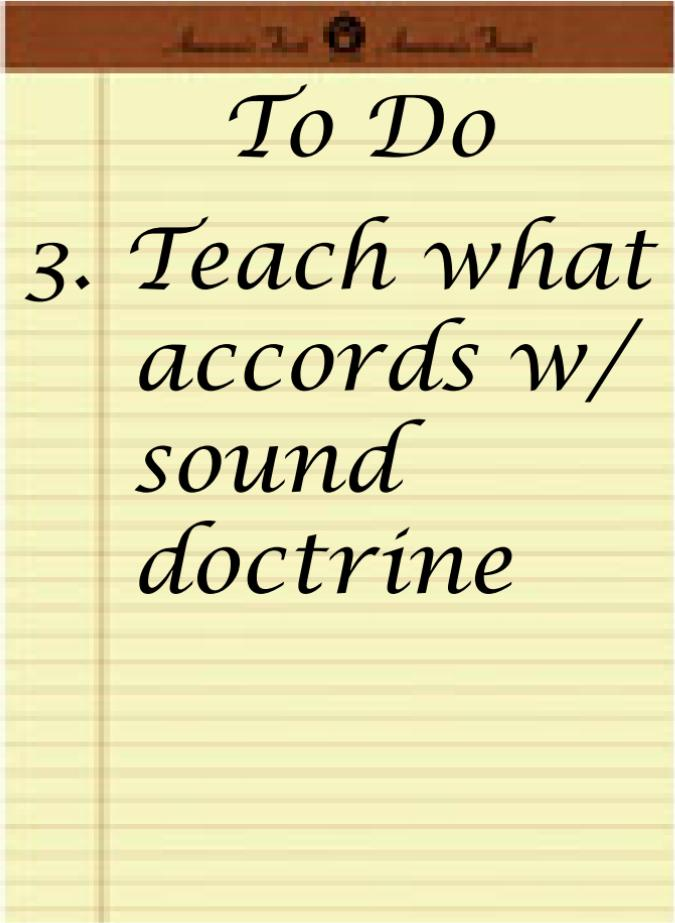 To Do
3. Teach what
accords w/
sound
doctrine